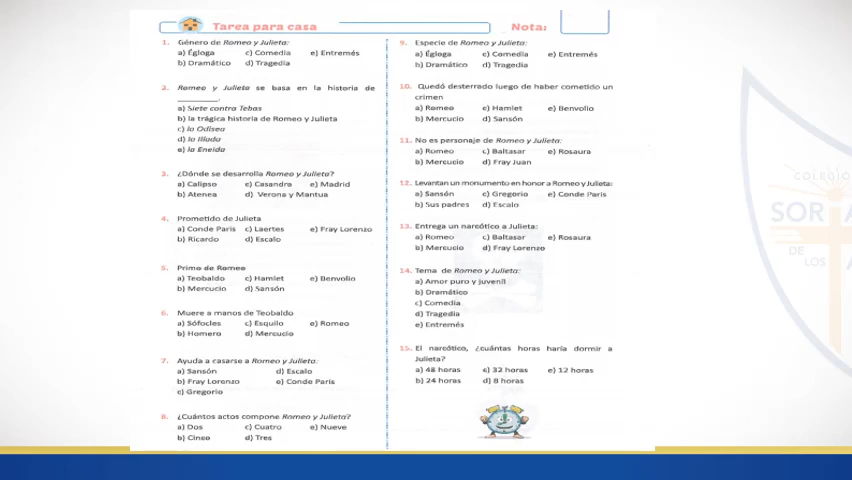 Tarea para casa
Nota:
1. Género de Romeo y Julieta:
a) Égloga c) Comedia e) Entremés
b) Dramático d) Tragedia
2. Romeo y Julieta se basa en la historia de
________.
a) Siete contra Tebas
b) la trágica historia de Romeo y Julieta
c) la Odisea
d) la Ilíada
e) la Eneida
3. ¿Dónde se desarrolla Romeo y Julieta?
a) Calipso c) Casandra e) Madrid
b) Atenea d) Verona y Mantua
4. Prometido de Julieta
a) Conde Paris c) Laertes e) Fray Lorenzo
b) Ricardo d) Escalo
5. Primo de Romeo
a) Teobaldo c) Hamlet e) Benvolio
b) Mercucio d) Sansón
6. Muere a manos de Teobaldo
a) Sófocles c) Esquilo e) Romeo
b) Homero d) Mercucio
7. Ayuda a casarse a Romeo y Julieta:
a) Sansón d) Escalo
b) Fray Lorenzo e) Conde Paris
c) Gregorio
8. ¿Cuántos actos compone Romeo y Julieta?
a) Dos c) Cuatro e) Nueve
b) Cinco d) Tres
9. Especie de Romeo y Julieta:
a) Égloga c) Comedia e) Entremés
b) Dramático d) Tragedia
10. Quedó desterrado luego de haber cometido un
crimen
a) Romeo c) Hamlet e) Benvolio
b) Mercucio d) Sansón
11. No es personaje de Romeo y Julieta:
a) Romeo c) Baltasar e) Rosaura
b) Mercucio d) Fray Juan
12. Levantan un monumento en honor a Romeo y Julieta:
a) Sansón c) Gregorio e) Conde Paris
b) Sus padres d) Escalo
13. Entrega un narcótico a Julieta:
a) Romeo c) Baltasar e) Rosaura
b) Mercucio d) Fray Lorenzo
14. Tema de Romeo y Julieta:
a) Amor puro y juvenil
b) Dramático
c) Comedia
d) Tragedia
e) Entremés
15. El narcótico, ¿cuántas horas haría dormir a
Julieta?
a) 48 horas c) 32 horas e) 12 horas
b) 24 horas d) 8 horas
COLEGIO
DE
LOS